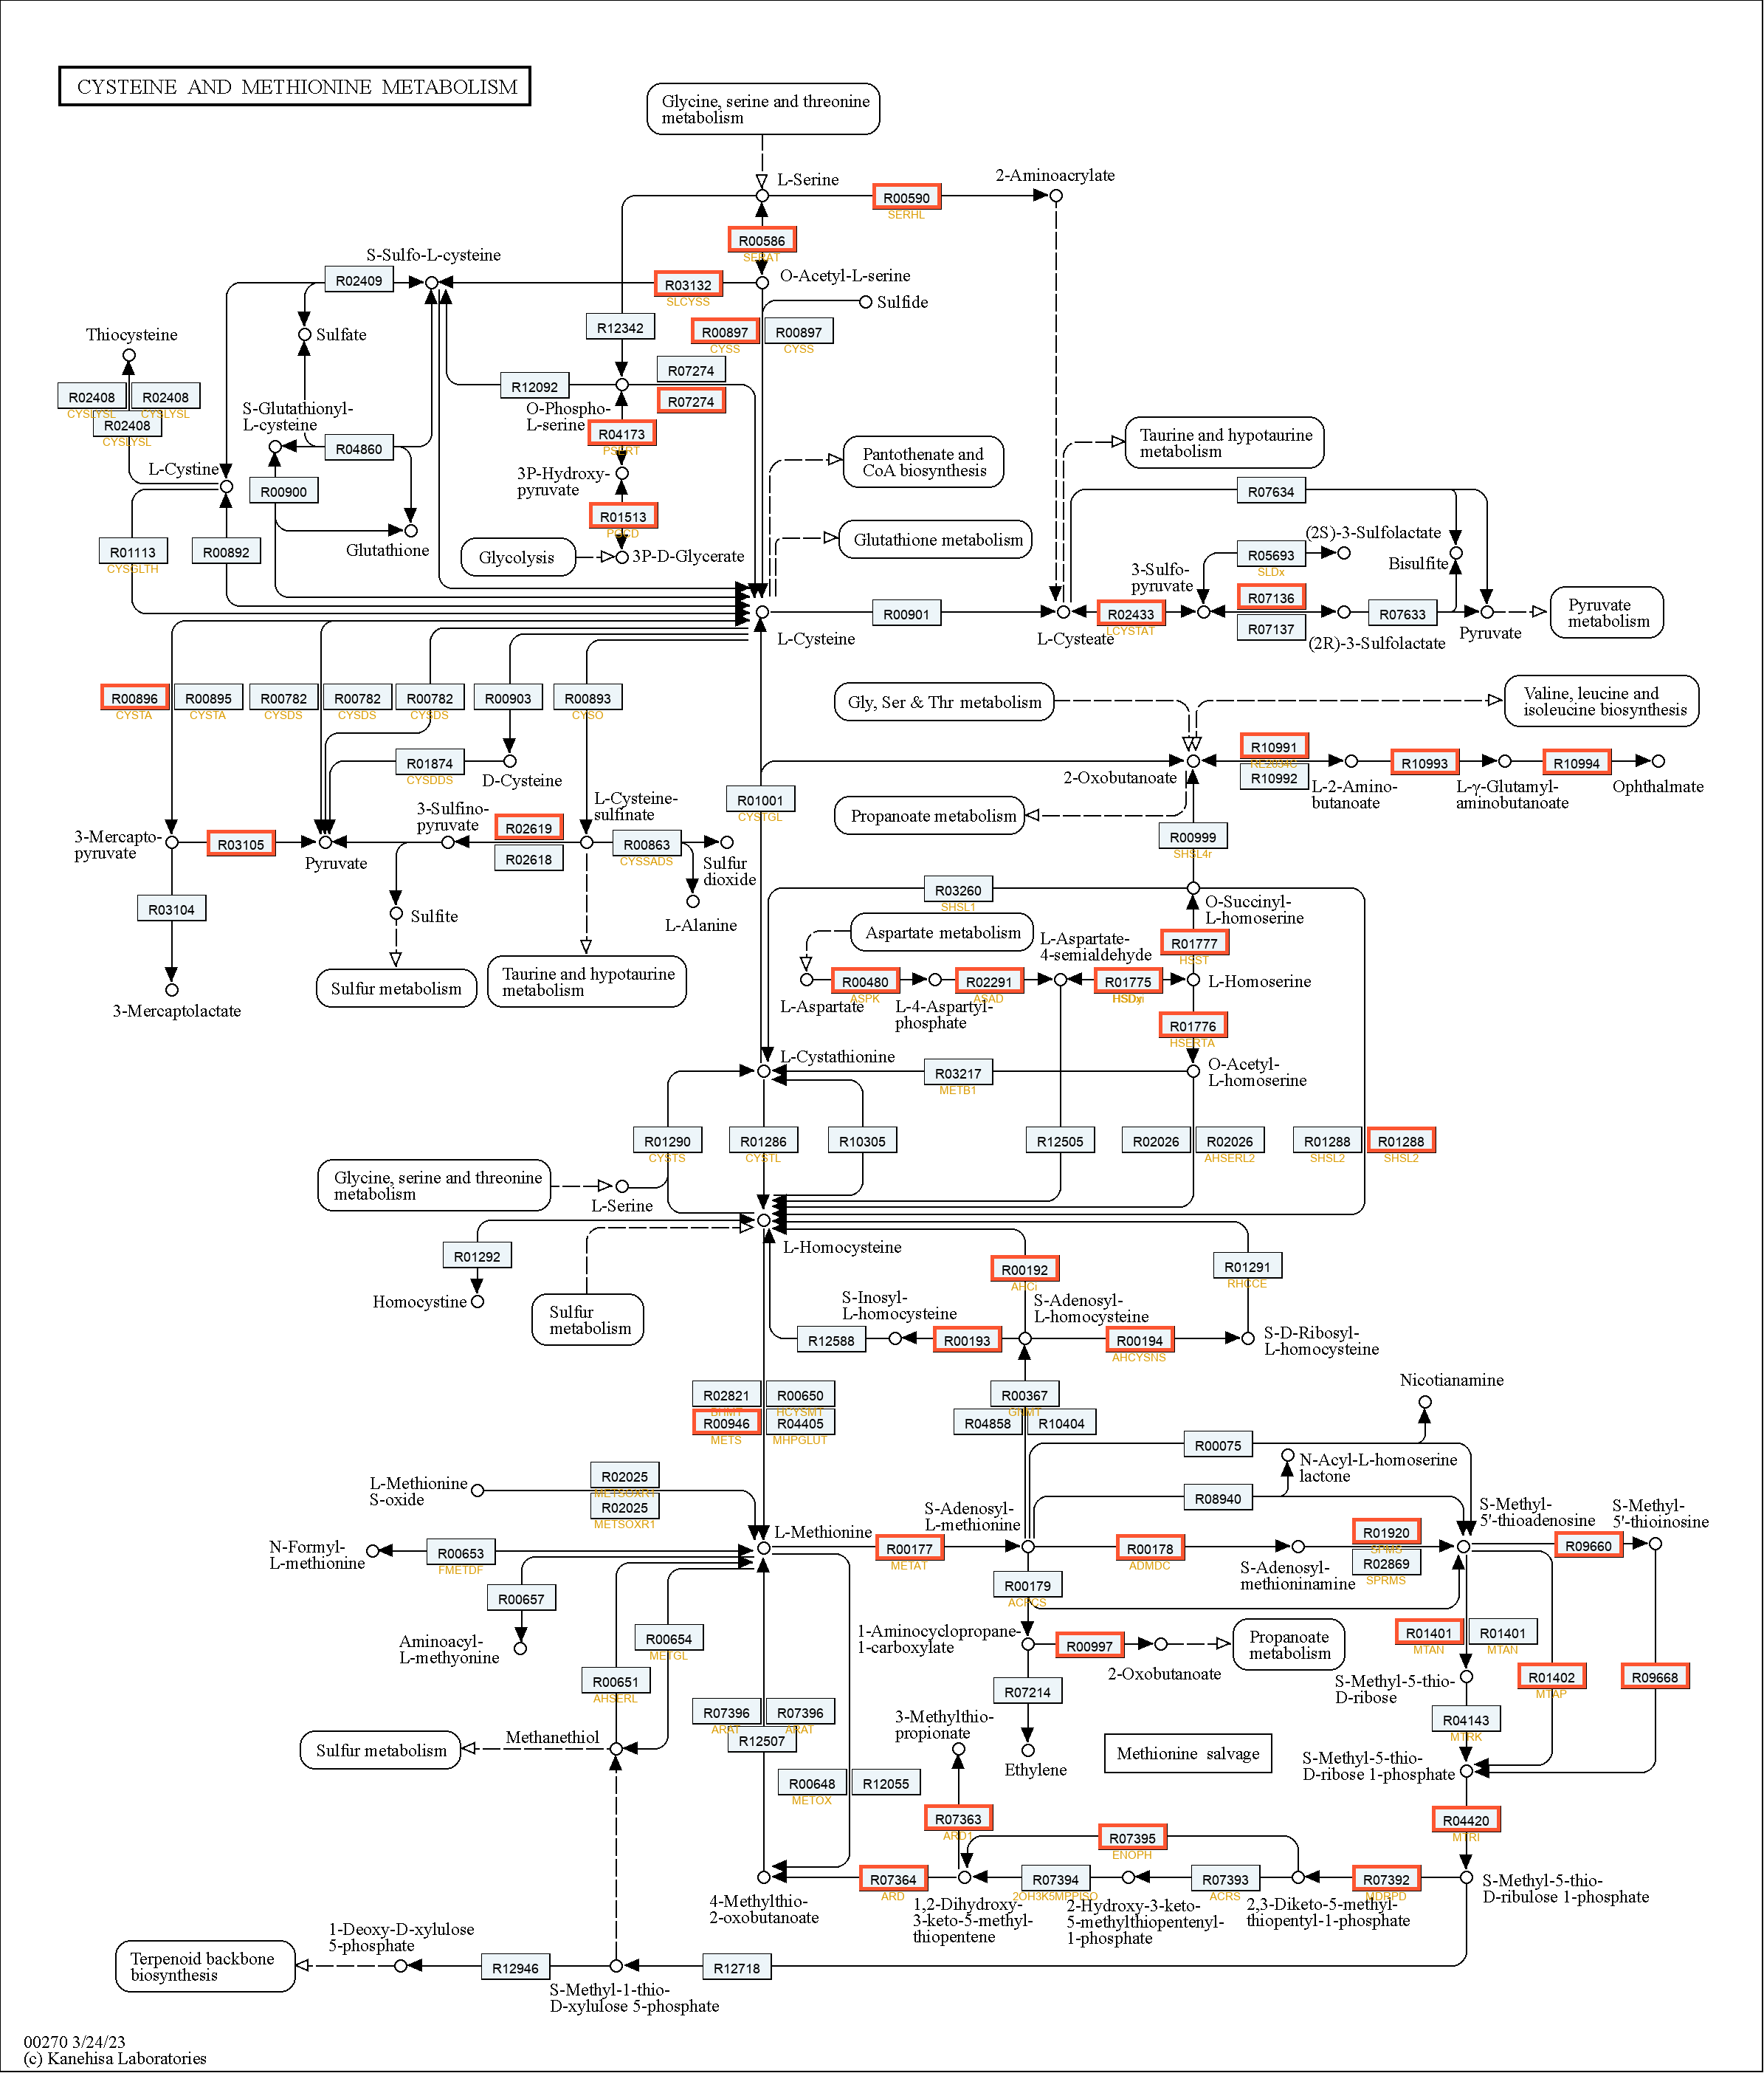 CYSTEINE AND METHIONINE METABOLISM
Glycine, serine and threonine
metabolism
L-Serine
2-Aminoacrylate
R00590
SERHL
R00586
SERAT
S-Sulfo-L-cysteine
R02409
R03132
SLCYSS
O-Acetyl-L-serine
Sulfide
Thiocysteine
Sulfate
R12342
R00897
CYSS
R00897
CYSS
R02408
CYSLYSL
R02408
CYSLYSL
R02408
CYSLYSL
S-Glutathionyl-
L-cysteine
R12092
R07274
R07274
O-Phospho-
L-serine
R04173
PSERT
R04860
L-Cystine
R00900
3P-Hydroxy-
pyruvate
R01513
PGCD
Pantothenate and
CoA biosynthesis
Taurine and hypotaurine
metabolism
R07634
R01113
CYSGLTH
R00892
Glutathione
Glycolysis
3P-D-Glycerate
Glutathione metabolism
(2S)-3-Sulfolactate
R05693
SLDx
Bisulfite
3-Sulfo-
pyruvate
R07136
R07137
R02433
LCYSTAT
R07633
R00901
L-Cysteine
L-Cysteate
(2R)-3-Sulfolactate
Pyruvate
Pyruvate
metabolism
R00896
CYSTA
R00895
CYSTA
R00782
CYSDS
R00782
CYSDS
R00782
CYSDS
R00903
R00893
CYSO
Gly, Ser & Thr metabolism
Valine, leucine and
isoleucine biosynthesis
R01874
CYSDDS
D-Cysteine
2-Oxobutanoate
R10991
R10992
R10993
R10994
L-2-Amino-
butanoate
L-γ-Glutamyl-
aminobutanoate
Ophthalmate
R01001
CYSTGL
Propanoate metabolism
R00999
SHSL4r
3-Mercapto-
pyruvate
R03105
Pyruvate
3-Sulfino-
pyruvate
R02619
R02618
L-Cysteine-
sulfinate
R00863
CYSSADS
Sulfur
dioxide
L-Alanine
R03104
Sulfite
3-Mercaptolactate
Sulfur metabolism
Taurine and hypotaurine
metabolism
R03260
SHSL1
O-Succinyl-
L-homoserine
Aspartate metabolism
L-Aspartate-
4-semialdehyde
R01777
HSST
R00480
ASPK
R02291
ASAD
R01775
L-Homoserine
L-Aspartate
L-4-Aspartyl-
phosphate
R01776
HSERTA
L-Cystathionine
R03217
METB1
O-Acetyl-
L-homoserine
R01290
CYSTS
R01286
CYSTL
R10305
R12505
R02026
R02026
AHSERL2
R01288
SHSL2
R01288
SHSL2
Glycine, serine and threonine
metabolism
L-Serine
R01292
L-Homocysteine
R00192
AHCi
R01291
RHCCE
Homocystine
Sulfur
metabolism
S-Inosyl-
L-homocysteine
S-Adenosyl-
L-homocysteine
R12588
R00193
R00194
AHCYSNS
S-D-Ribosyl-
L-homocysteine
R02821
BHMT
R00650
HCYSMT
R00946
METS
R04405
MHPGLUT
R00367
GNMT
R04858
R10404
Nicotianamine
R00075
N-Acyl-L-homoserine
lactone
R08940
L-Methionine
S-oxide
R02025
METSOXR1
R02025
METSOXR1
S-Adenosyl-
L-methionine
S-Methyl-
5'-thioadenosine
S-Methyl-
5'-thioinosine
N-Formyl-
L-methionine
R00653
FMETDF
L-Methionine
R00177
METAT
R00178
ADMDC
S-Adenosyl-
methioninamine
R01920
SPMS
R02869
SPRMS
R09660
R00657
R00179
ACPCS
Aminoacyl-
L-methyonine
R00654
METGL
R00651
AHSERL
1-Aminocyclopropane-
1-carboxylate
R00997
2-Oxobutanoate
Propanoate
metabolism
R01401
MTAN
R01401
MTAN
S-Methyl-5-thio-
D-ribose
R01402
MTAP
R09668
R07214
R07396
ARAT
R07396
ARAT
R12507
3-Methylthio-
propionate
Ethylene
Methionine salvage
R04143
MTRK
S-Methyl-5-thio-
D-ribose 1-phosphate
Sulfur metabolism
Methanethiol
R00648
METOX
R12055
R07363
ARD1
R07395
ENOPH
R04420
MTRI
R07364
ARD
R07394
2OH3K5MPPISO
R07393
ACRS
R07392
MDRPD
S-Methyl-5-thio-
D-ribulose 1-phosphate
4-Methylthio-
2-oxobutanoate
1,2-Dihydroxy-
3-keto-5-methyl-
thiopentene
2-Hydroxy-3-keto-
5-methylthiopentenyl-
1-phosphate
2,3-Diketo-5-methyl-
thiopentyl-1-phosphate
1-Deoxy-D-xylulose
5-phosphate
Terpenoid backbone
biosynthesis
R12946
R12718
S-Methyl-1-thio-
D-xylulose 5-phosphate
00270 3/24/23
(c) Kanehisa Laboratories